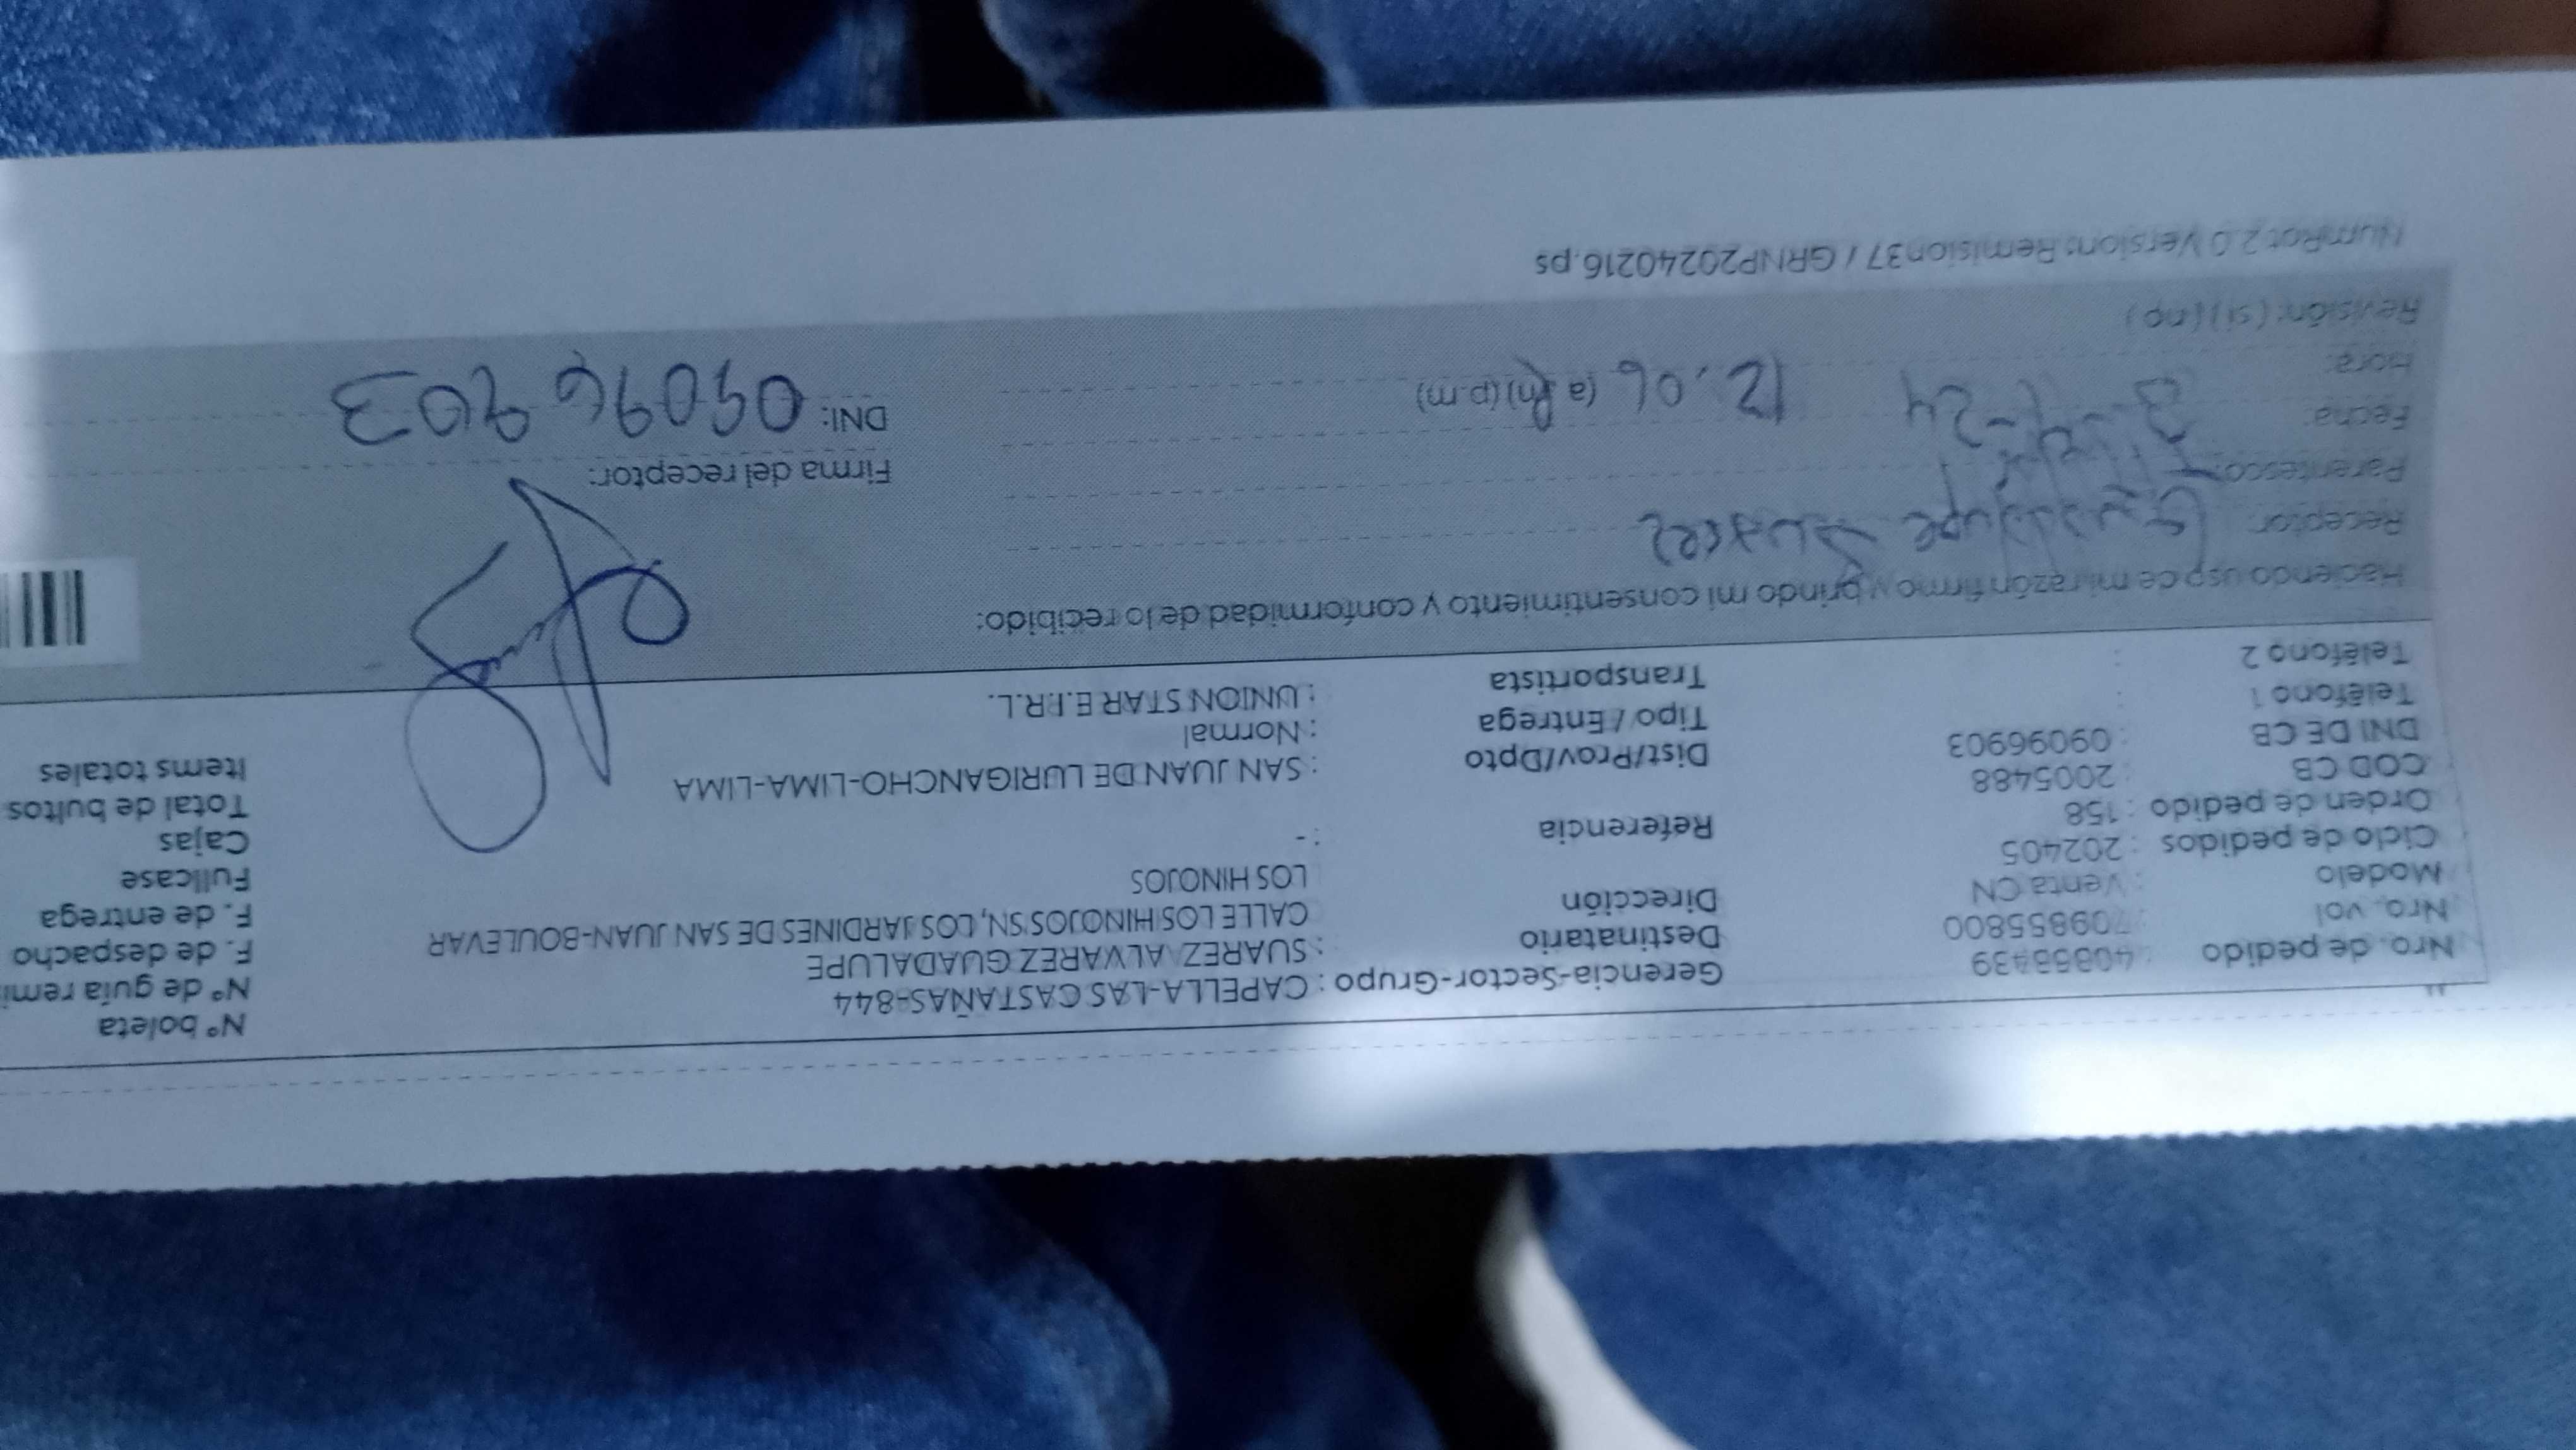 Nro. de pedido : 40858439
Nro. vol : 709855800
Modelo : Venta CN
Ciclo de pedidos : 202405
Orden de pedido : 158
COD CB : 2005488
DNI DE CB : 09096903
Teléfono 1 :
Teléfono 2 :
Gerencia-Sector-Grupo : CAPELLA-LAS CASTAÑAS-844
Destinatario : SUAREZ ALVAREZ GUADALUPE
Dirección CALLE LOS HINOJOS SN, LOS JARDINES DE SAN JUAN-BOULEVAR
LOS HINOJOS
Referencia : -
Dist/Prov/Dpto : SAN JUAN DE LURIGANCHO-LIMA-LIMA
Tipo / Entrega : Normal
Transportista : UNION STAR E.I.R.L.
Nº boleta
Nº de guía remi
F. de despacho
F. de entrega
Fullcase
Cajas
Total de bultos
Items totales
Haciendo uso de mi razón firmo y brindo mi consentimiento y conformidad de lo recibido:
Receptor: Guadalupe Suarez
Parentesco:
Fecha:
Hora: 12.06 (a.m) (p.m)
Revisión: (si) (no)
Firma del receptor:
DNI: 09096903
NumRot 2.0 Version: Remision37 / GRNP20240216.ps